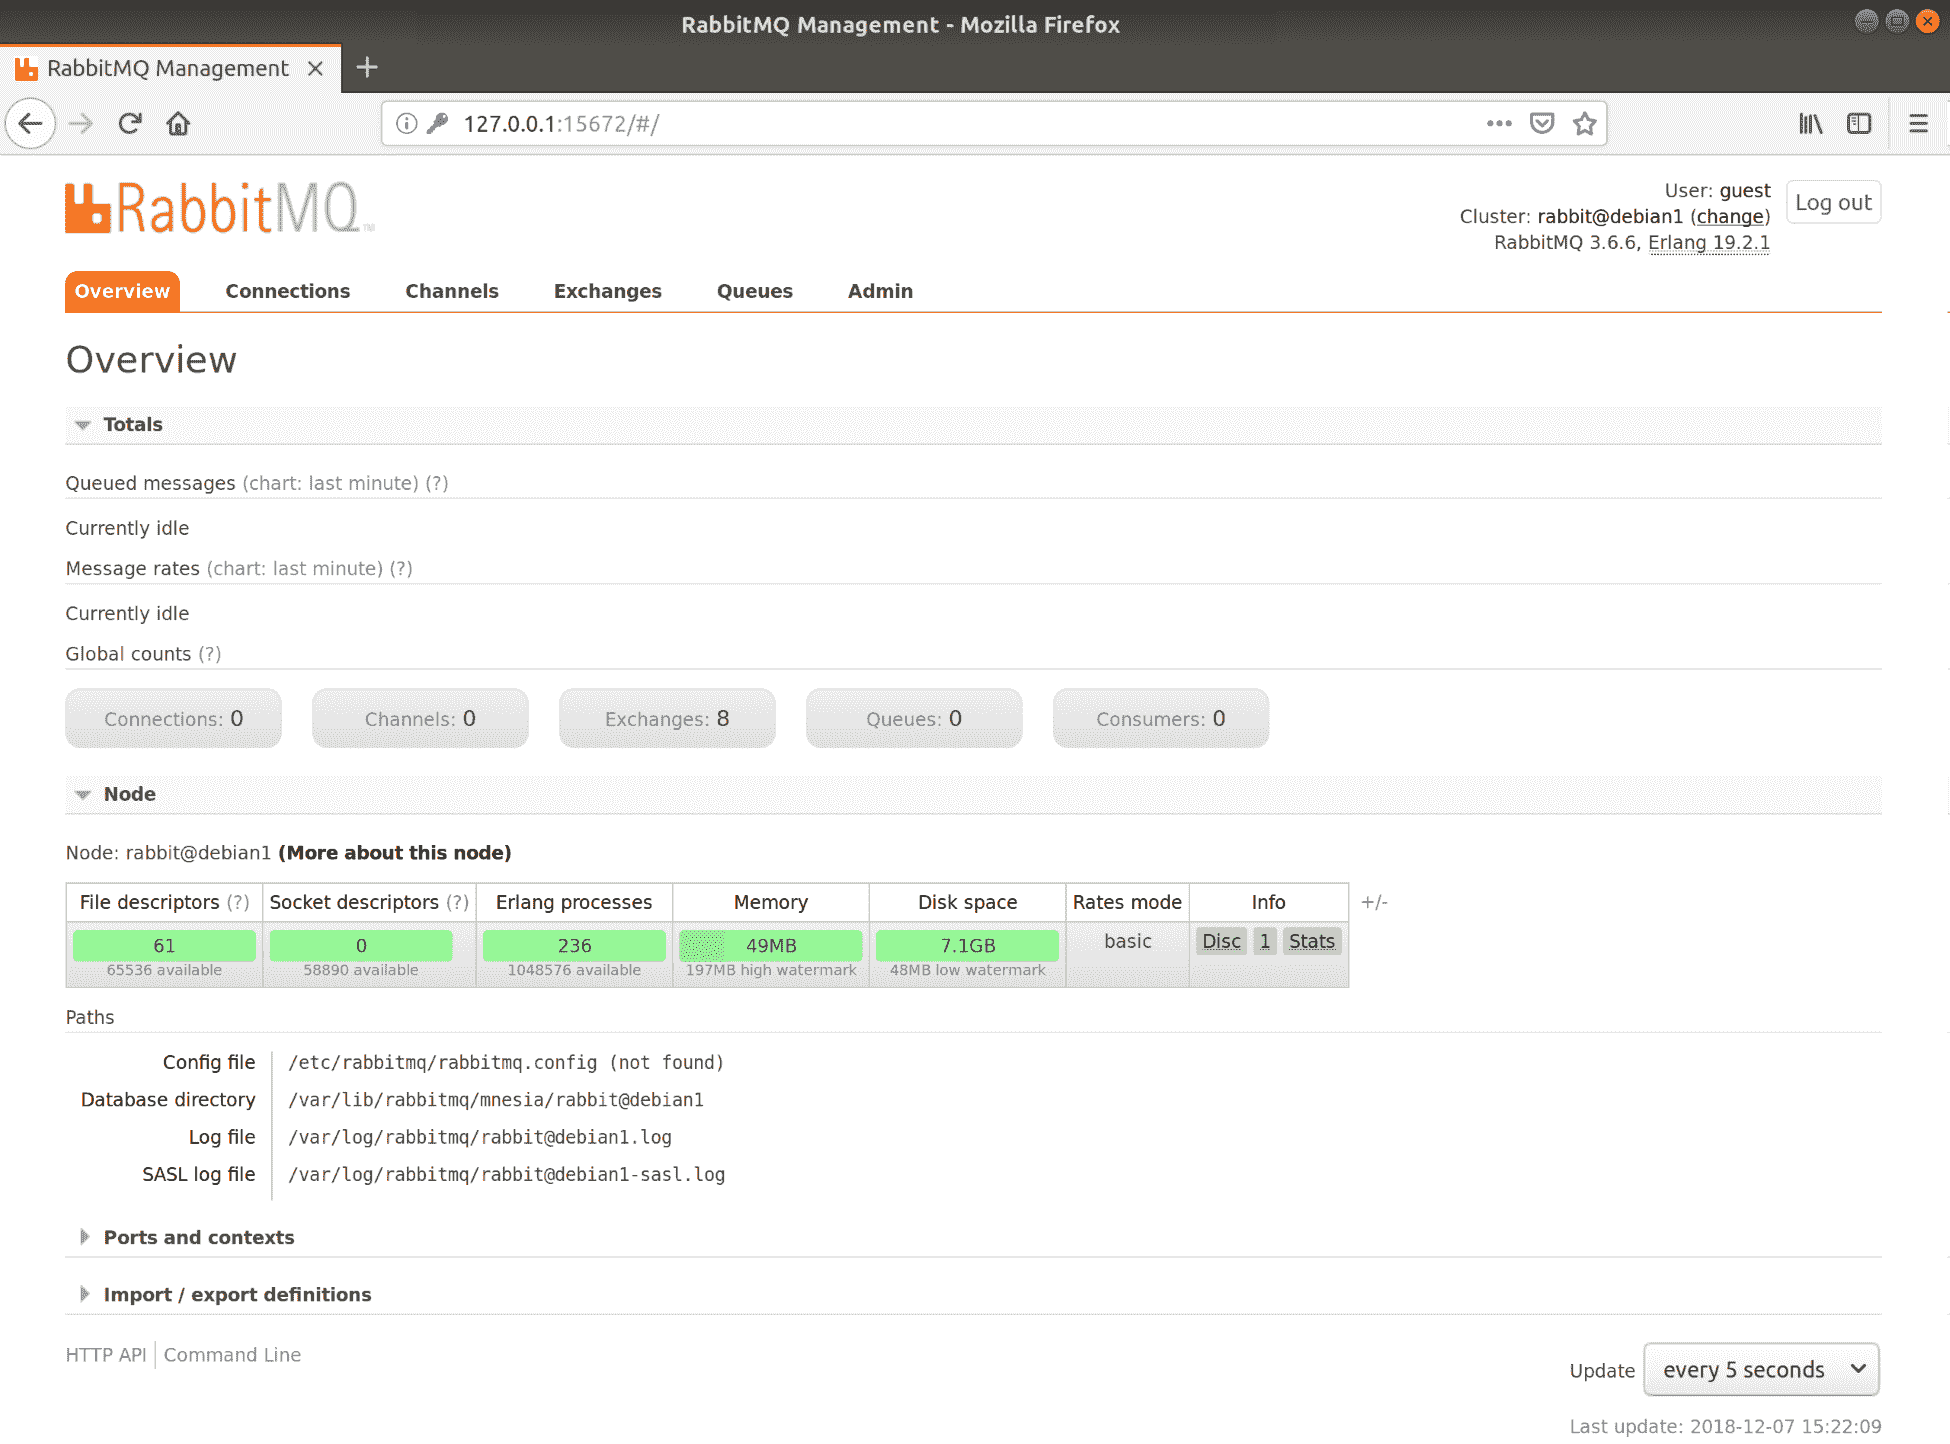 RabbitMQ Management - Mozilla Firefox
RabbitMQ Management
127.0.0.1:15672/#/
RabbitMQ™
User: guest
Log out
Cluster: rabbit@debian1 (change)
RabbitMQ 3.6.6, Erlang 19.2.1
Overview Connections Channels Exchanges Queues Admin
Overview
Totals
Queued messages (chart: last minute) (?)
Currently idle
Message rates (chart: last minute) (?)
Currently idle
Global counts (?)
Connections: 0 Channels: 0 Exchanges: 8 Queues: 0 Consumers: 0
Node
Node: rabbit@debian1 (More about this node)
File descriptors (?) Socket descriptors (?) Erlang processes Memory Disk space Rates mode Info +/-
61 0 236 49MB 7.1GB basic Disc 1 Stats
65536 available 58890 available 1048576 available 197MB high watermark 48MB low watermark
Paths
Config file /etc/rabbitmq/rabbitmq.config (not found)
Database directory /var/lib/rabbitmq/mnesia/rabbit@debian1
Log file /var/log/rabbitmq/rabbit@debian1.log
SASL log file /var/log/rabbitmq/rabbit@debian1-sasl.log
Ports and contexts
Import / export definitions
HTTP API Command Line
Update every 5 seconds
Last update: 2018-12-07 15:22:09